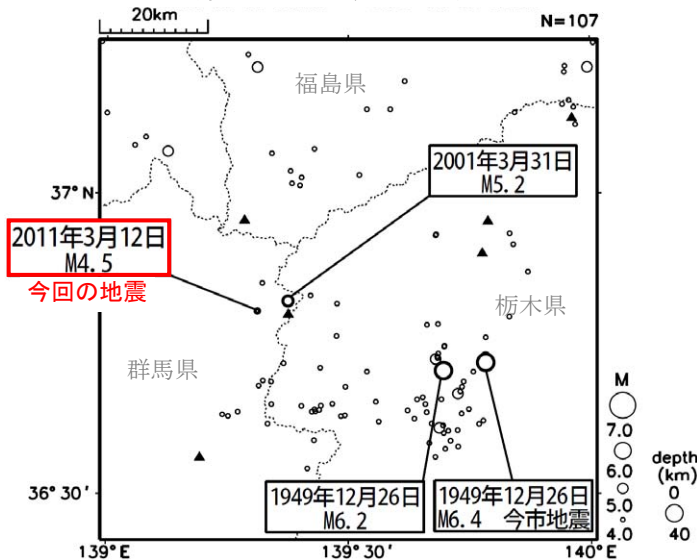 20km
N=107
福島県
2001年3月31日
M5.2
37°N
2011年3月12日
M4.5
今回の地震
栃木県
群馬県
M
7.0
6.0
5.0
4.0
depth
(km)
0
40
36°30'
1949年12月26日
M6.2
1949年12月26日
M6.4 今市地震
139°E
139°30'
140°E